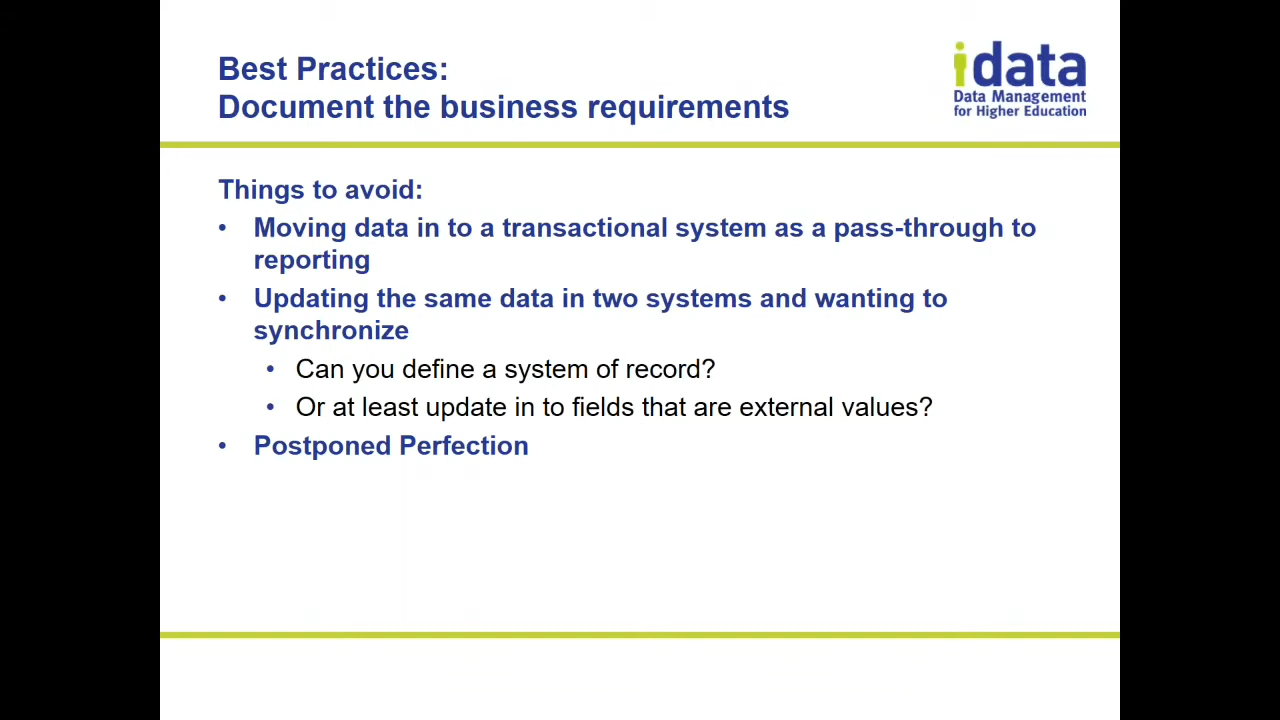 Best Practices:
Document the business requirements
idata
Data Management
for Higher Education
Things to avoid:
• Moving data in to a transactional system as a pass-through to
reporting
• Updating the same data in two systems and wanting to
synchronize
• Can you define a system of record?
• Or at least update in to fields that are external values?
• Postponed Perfection